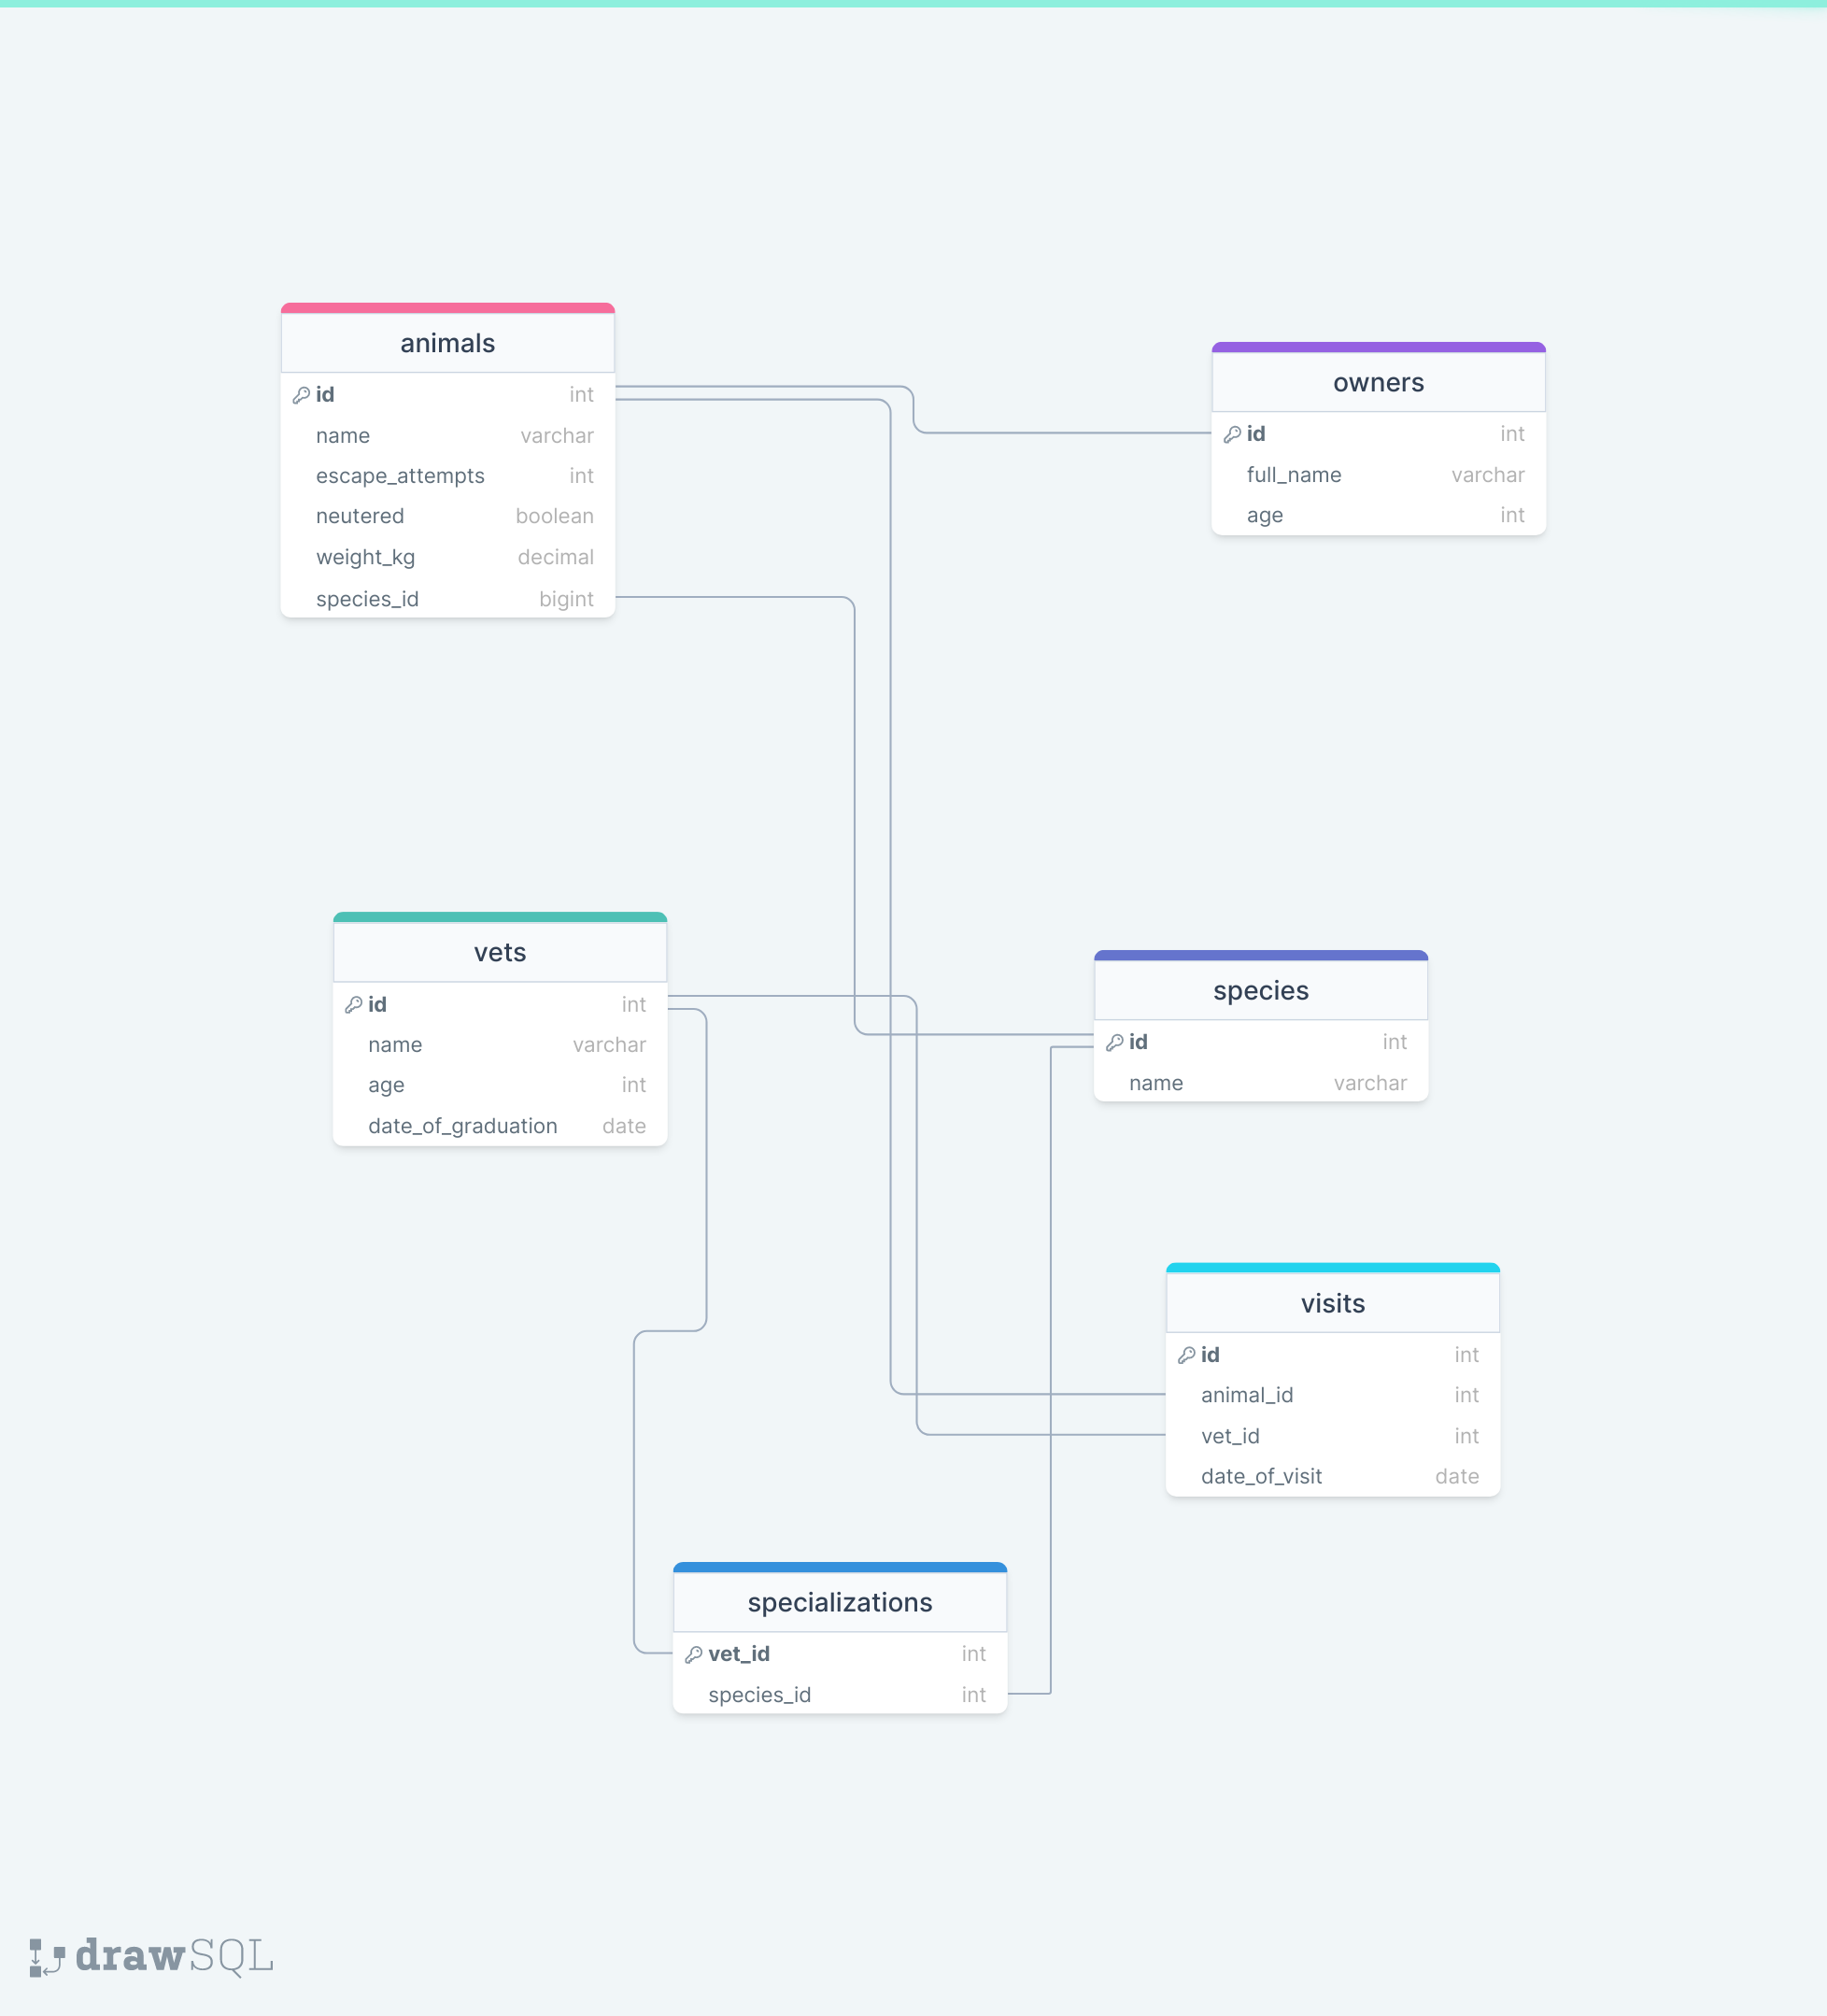 animals
id int
name varchar
escape_attempts int
neutered boolean
weight_kg decimal
species_id bigint
owners
id int
full_name varchar
age int
vets
id int
name varchar
age int
date_of_graduation date
species
id int
name varchar
visits
id int
animal_id int
vet_id int
date_of_visit date
specializations
vet_id int
species_id int
drawSQL